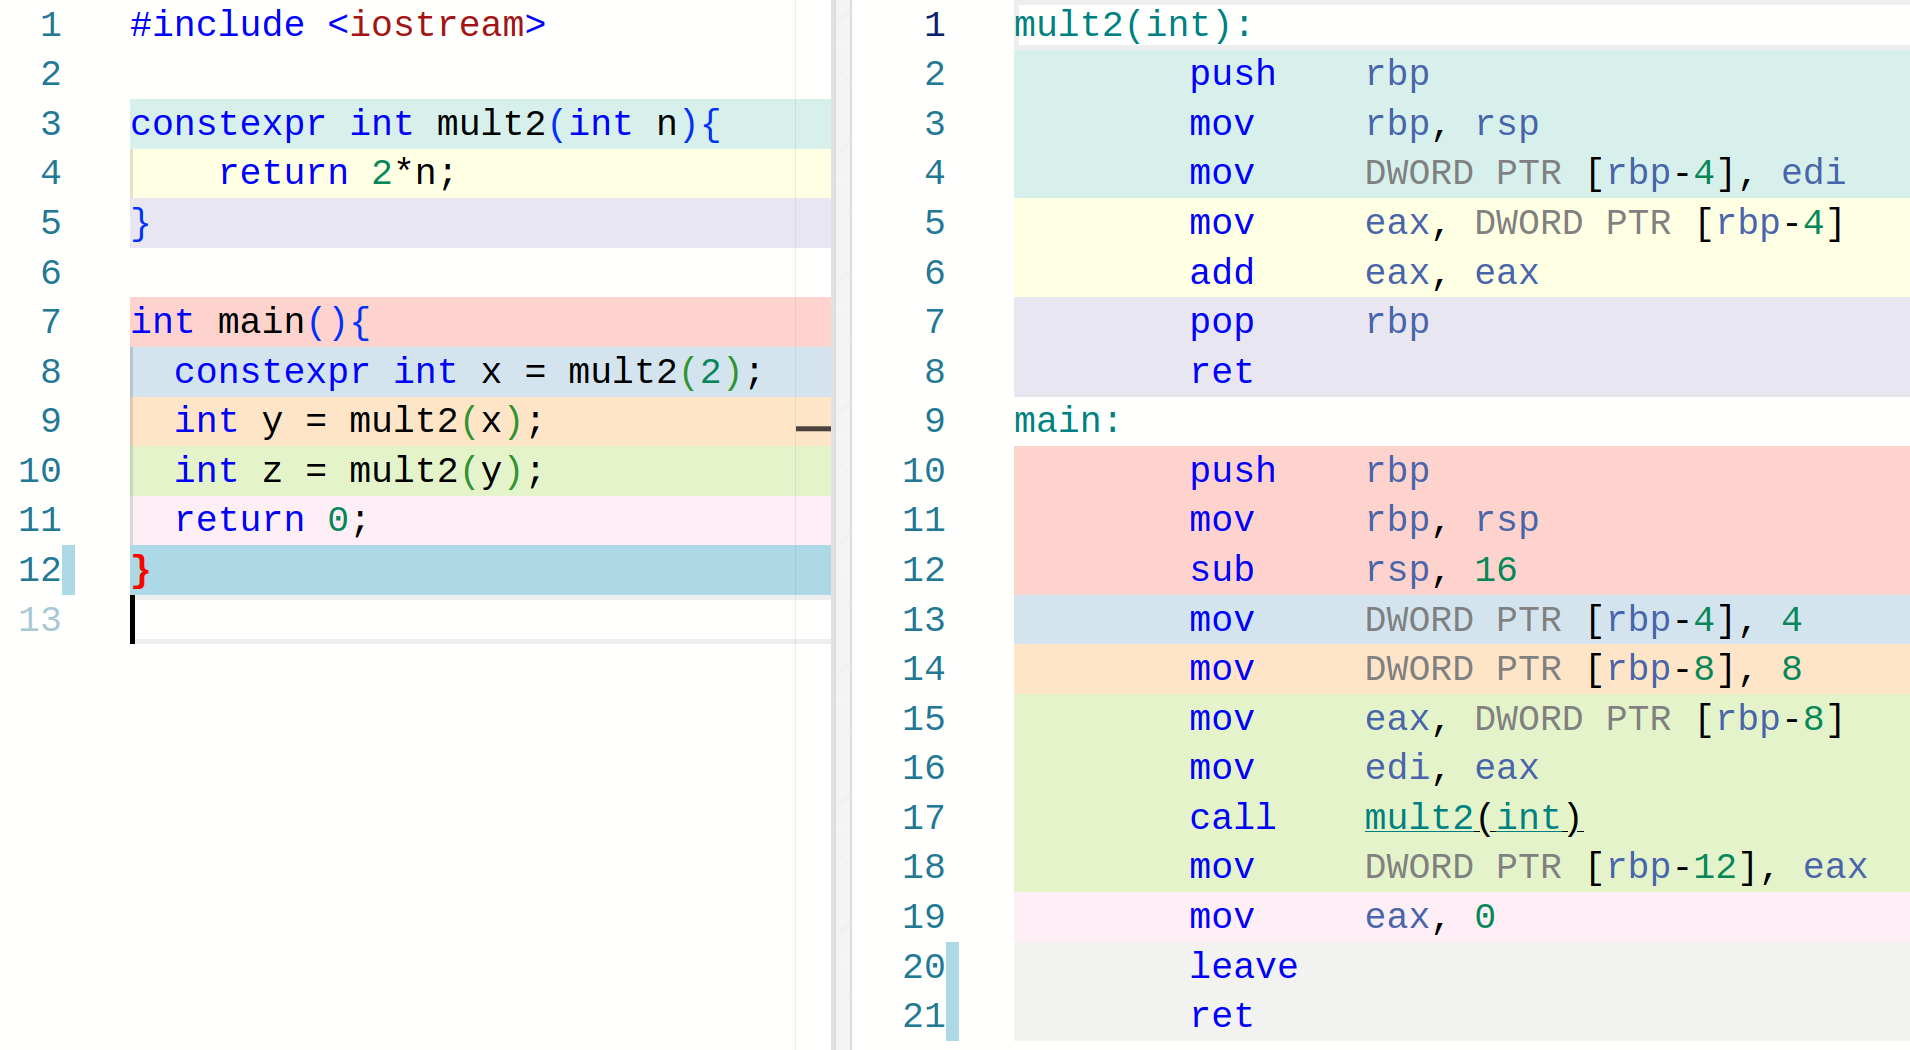 1 #include <iostream>
2
3 constexpr int mult2(int n){
4     return 2*n;
5 }
6
7 int main(){
8   constexpr int x = mult2(2);
9   int y = mult2(x);
10   int z = mult2(y);
11   return 0;
12 }
13
1 mult2(int):
2         push    rbp
3         mov     rbp, rsp
4         mov     DWORD PTR [rbp-4], edi
5         mov     eax, DWORD PTR [rbp-4]
6         add     eax, eax
7         pop     rbp
8         ret
9 main:
10         push    rbp
11         mov     rbp, rsp
12         sub     rsp, 16
13         mov     DWORD PTR [rbp-4], 4
14         mov     DWORD PTR [rbp-8], 8
15         mov     eax, DWORD PTR [rbp-8]
16         mov     edi, eax
17         call    mult2(int)
18         mov     DWORD PTR [rbp-12], eax
19         mov     eax, 0
20         leave
21         ret